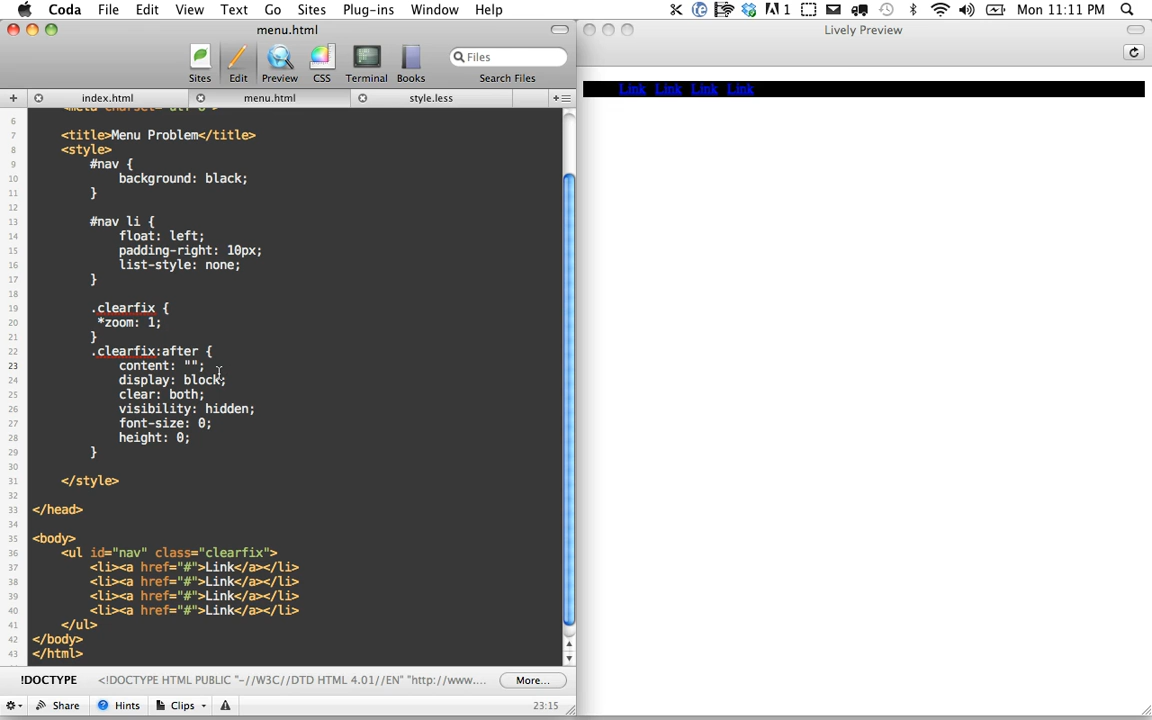 Coda File Edit View Text Go Sites Plug-ins Window Help 1 Mon 11:11 PM
menu.html
Lively Preview
Files
Sites Edit Preview CSS Terminal Books Search Files
index.html menu.html style.less
Link Link Link Link
<meta charset="utf-8">
6
7 <title>Menu Problem</title>
8 <style>
9 #nav {
10 background: black;
11 }
12
13 #nav li {
14 float: left;
15 padding-right: 10px;
16 list-style: none;
17 }
18
19 .clearfix {
20 *zoom: 1;
21 }
22 .clearfix:after {
23 content: "";
24 display: block;
25 clear: both;
26 visibility: hidden;
27 font-size: 0;
28 height: 0;
29 }
30
31 </style>
32
33 </head>
34
35 <body>
36 <ul id="nav" class="clearfix">
37 <li><a href="#">Link</a></li>
38 <li><a href="#">Link</a></li>
39 <li><a href="#">Link</a></li>
40 <li><a href="#">Link</a></li>
41 </ul>
42 </body>
43 </html>
!DOCTYPE <!DOCTYPE HTML PUBLIC "-//W3C//DTD HTML 4.01//EN" "http://www.... More...
Share Hints Clips 23:15